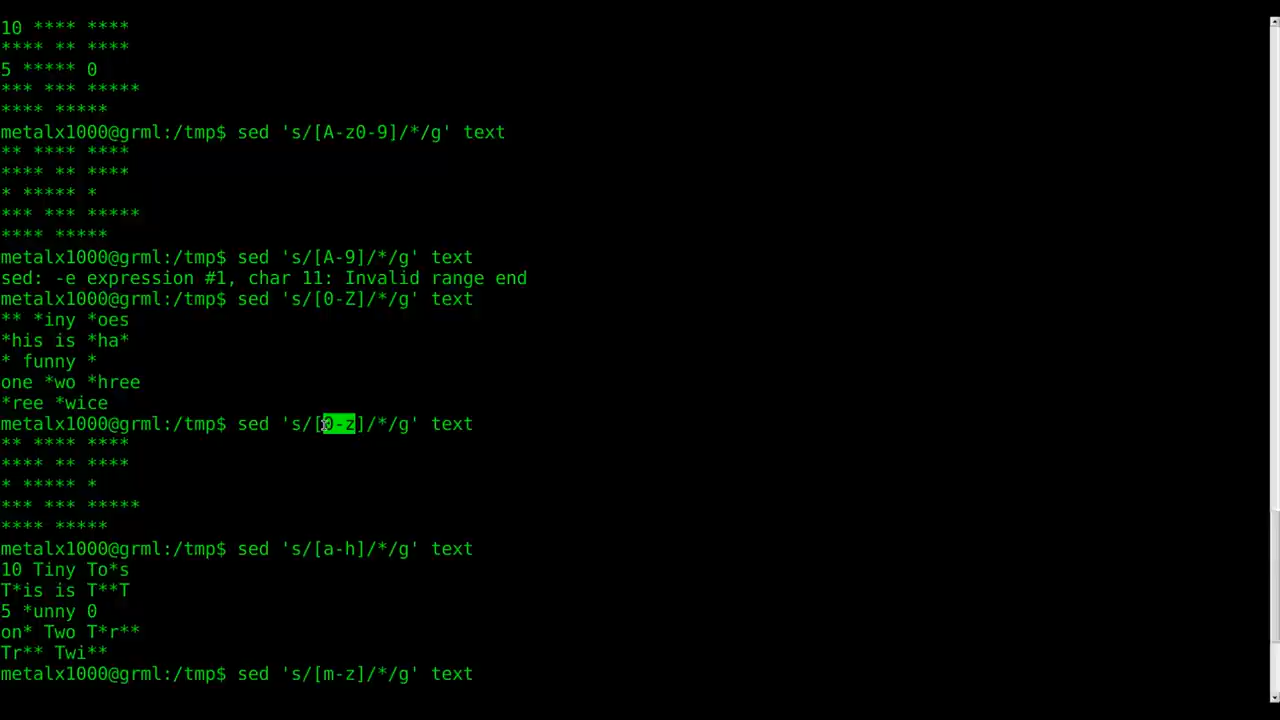 10 **** ****
**** ** ****
5 ***** 0
*** *** *****
**** *****
metalx1000@grml:/tmp$ sed 's/[A-z0-9]/*/g' text
** **** ****
**** ** ****
* ***** *
*** *** *****
**** *****
metalx1000@grml:/tmp$ sed 's/[A-9]/*/g' text
sed: -e expression #1, char 11: Invalid range end
metalx1000@grml:/tmp$ sed 's/[0-Z]/*/g' text
** *iny *oes
*his is *ha*
* funny *
one *wo *hree
*ree *wice
metalx1000@grml:/tmp$ sed 's/[0-z]/*/g' text
** **** ****
**** ** ****
* ***** *
*** *** *****
**** *****
metalx1000@grml:/tmp$ sed 's/[a-h]/*/g' text
10 Tiny To*s
T*is is T**T
5 *unny 0
on* Two T*r**
Tr** Twi**
metalx1000@grml:/tmp$ sed 's/[m-z]/*/g' text